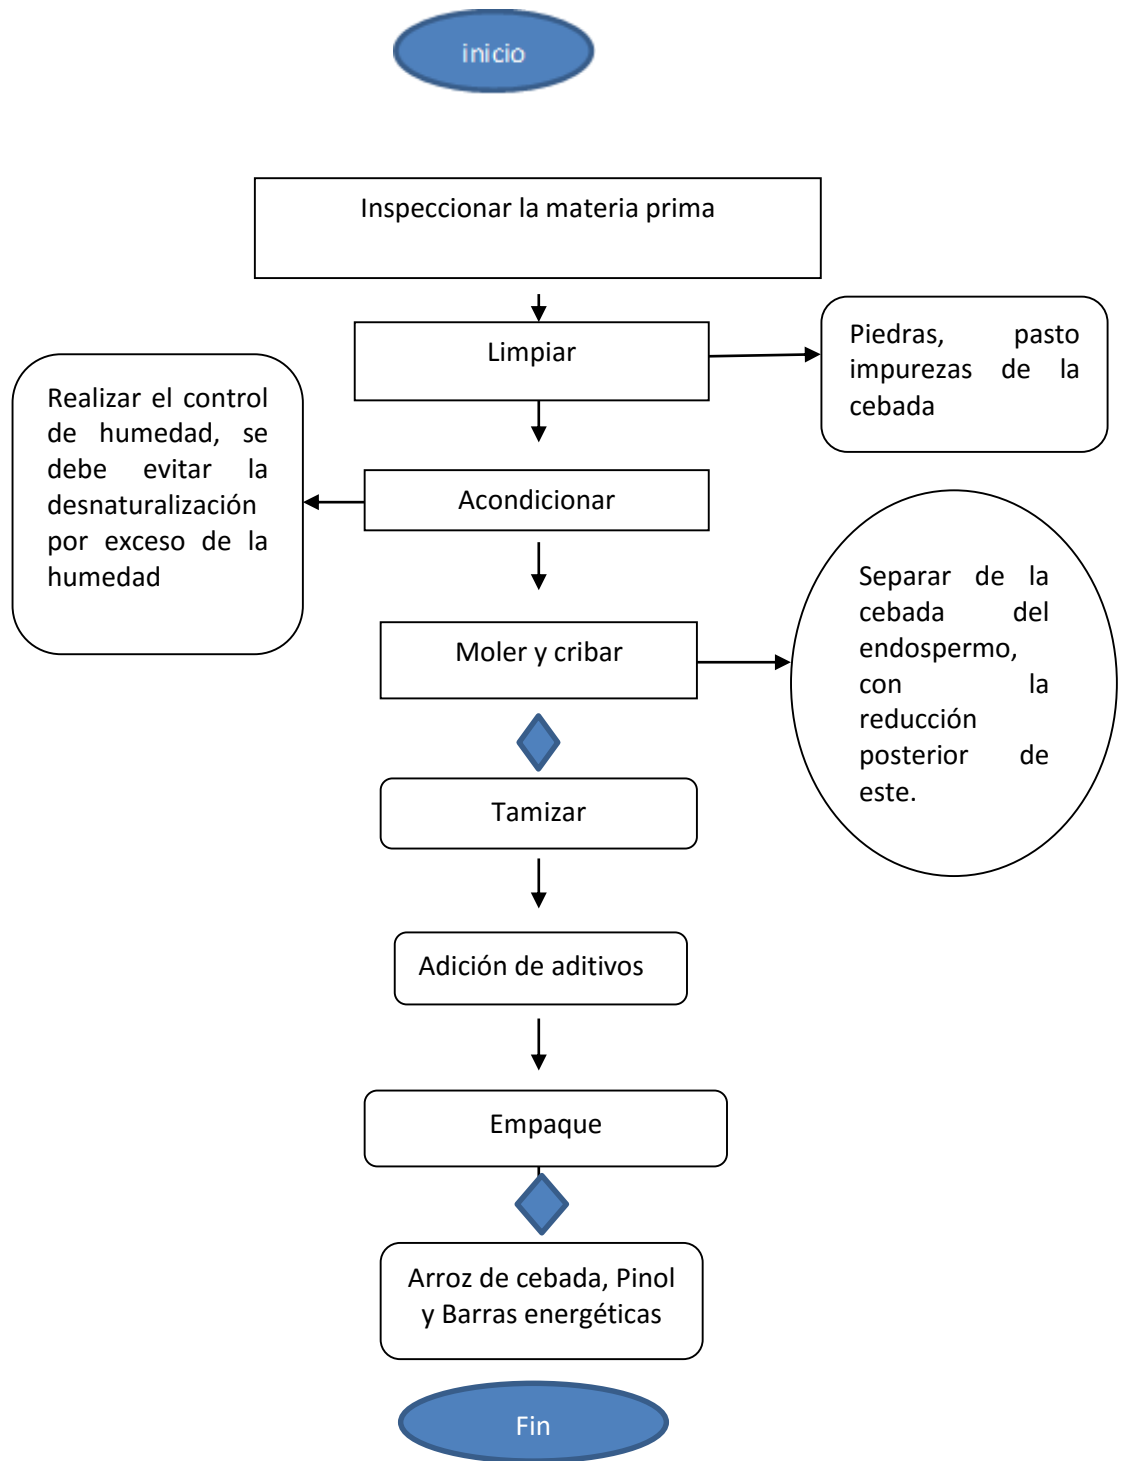 inicio
Inspeccionar la materia prima
Limpiar
Piedras, pasto
impurezas de la
cebada
Realizar el control
de humedad, se
debe evitar la
desnaturalización
por exceso de la
humedad
Acondicionar
Moler y cribar
Separar de la
cebada del
endospermo,
con la
reducción
posterior de
este.
Tamizar
Adición de aditivos
Empaque
Arroz de cebada, Pinol
y Barras energéticas
Fin